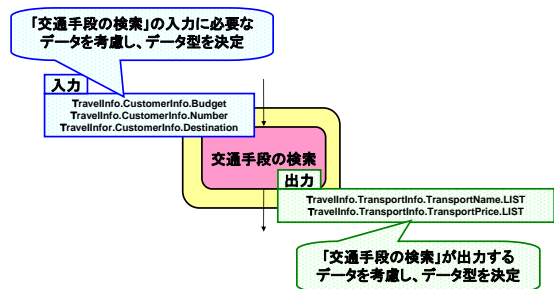 「交通手段の検索」の入力に必要な
データを考慮し、データ型を決定
入力
TravelInfo.CustomerInfo.Budget
TravelInfo.CustomerInfo.Number
TravelInfor.CustomerInfo.Destination
交通手段の検索
出力
TravelInfo.TransportInfo.TransportName.LIST
TravelInfo.TransportInfo.TransportPrice.LIST
「交通手段の検索」が出力する
データを考慮し、データ型を決定